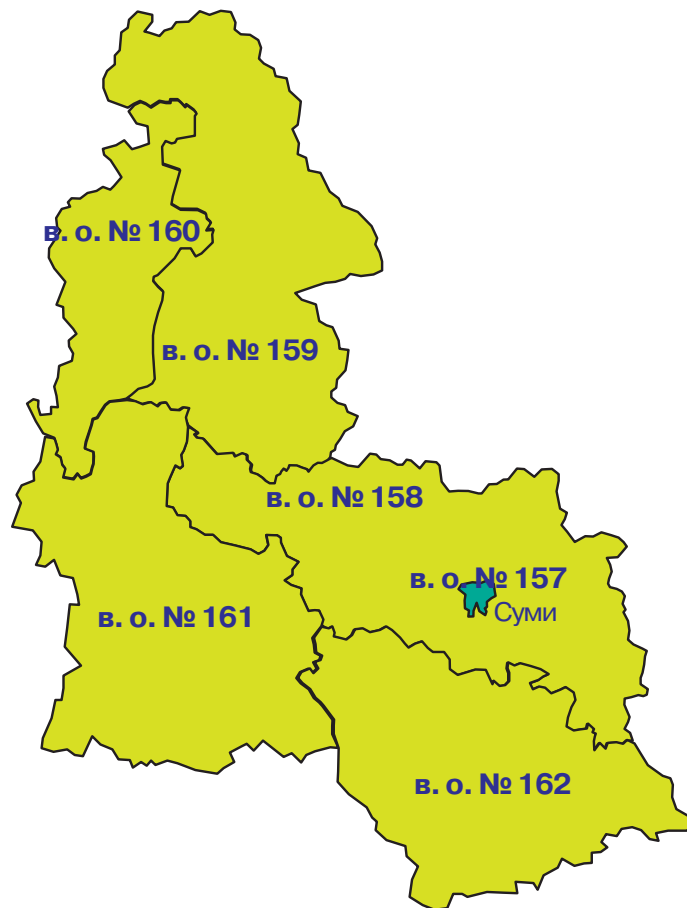 в. о. № 160
в. о. № 159
в. о. № 158
в. о. № 157
Суми
в. о. № 161
в. о. № 162